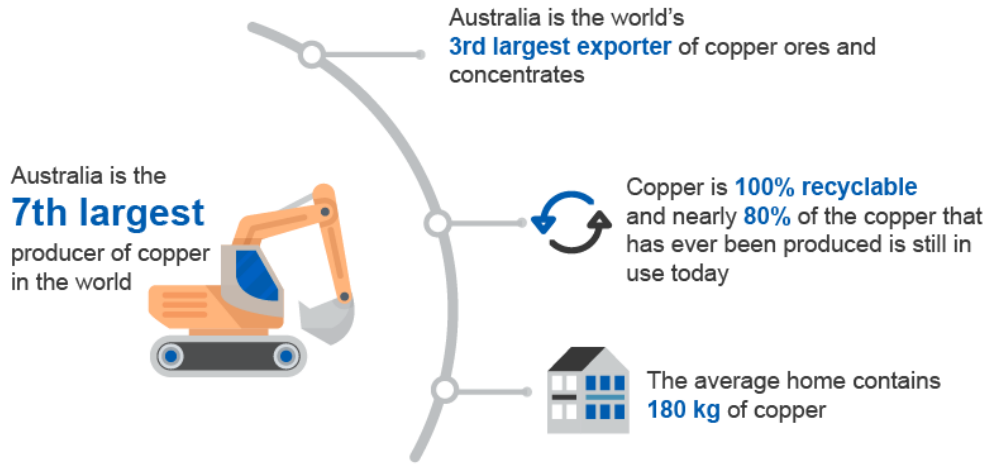 Australia is the world's
3rd largest exporter of copper ores and
concentrates
Australia is the
7th largest
producer of copper
in the world
Copper is 100% recyclable
and nearly 80% of the copper that
has ever been produced is still in
use today
The average home contains
180 kg of copper